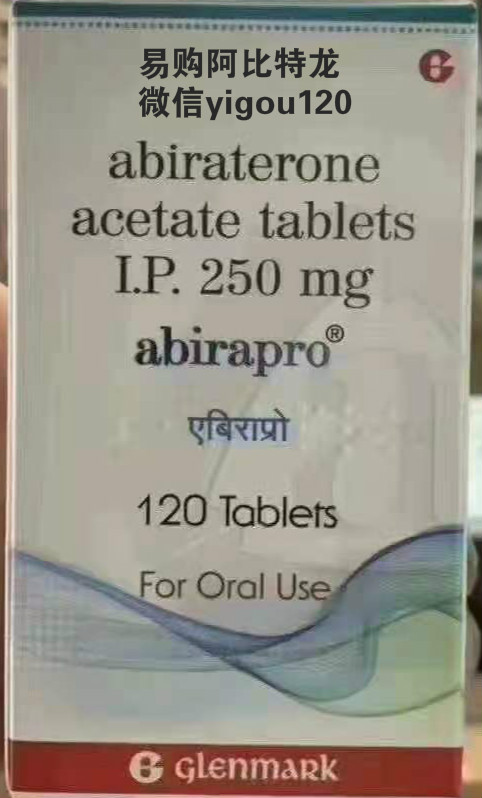 易购阿比特龙
微信yigou120
abiraterone
acetate tablets
I.P. 250 mg
abirapro®
एबिराप्रो
120 Tablets
For Oral Use
GLENMARK